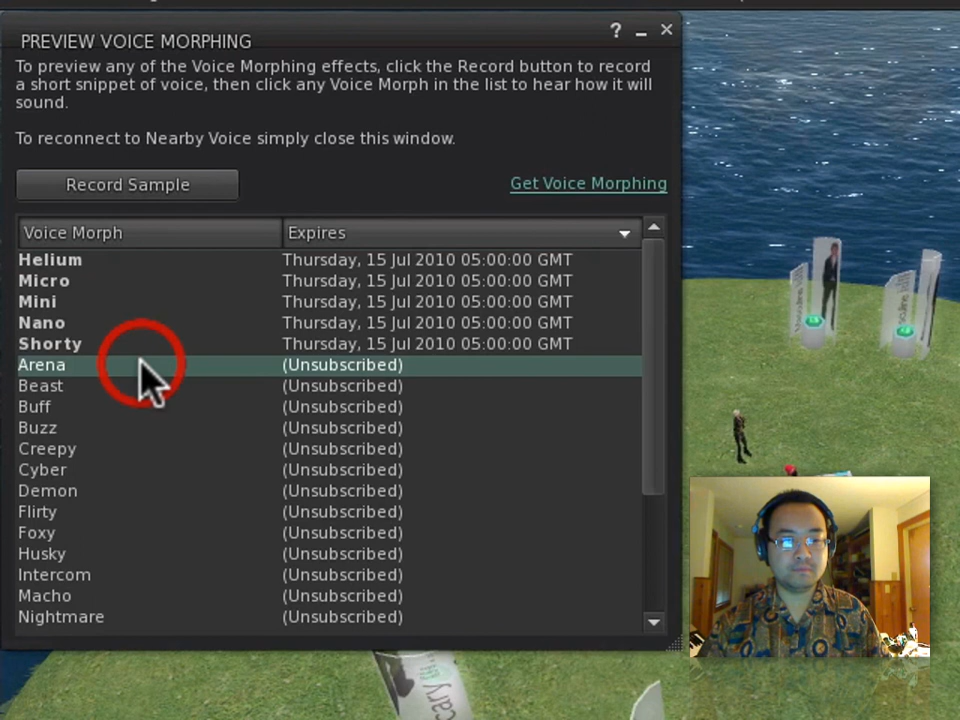 PREVIEW VOICE MORPHING
?
To preview any of the Voice Morphing effects, click the Record button to record
a short snippet of voice, then click any Voice Morph in the list to hear how it will
sound.
To reconnect to Nearby Voice simply close this window.
Record Sample
Get Voice Morphing
Voice Morph Expires
Helium Thursday, 15 Jul 2010 05:00:00 GMT
Micro Thursday, 15 Jul 2010 05:00:00 GMT
Mini Thursday, 15 Jul 2010 05:00:00 GMT
Nano Thursday, 15 Jul 2010 05:00:00 GMT
Shorty Thursday, 15 Jul 2010 05:00:00 GMT
Arena (Unsubscribed)
Beast (Unsubscribed)
Buff (Unsubscribed)
Buzz (Unsubscribed)
Creepy (Unsubscribed)
Cyber (Unsubscribed)
Demon (Unsubscribed)
Flirty (Unsubscribed)
Foxy (Unsubscribed)
Husky (Unsubscribed)
Intercom (Unsubscribed)
Macho (Unsubscribed)
Nightmare (Unsubscribed)